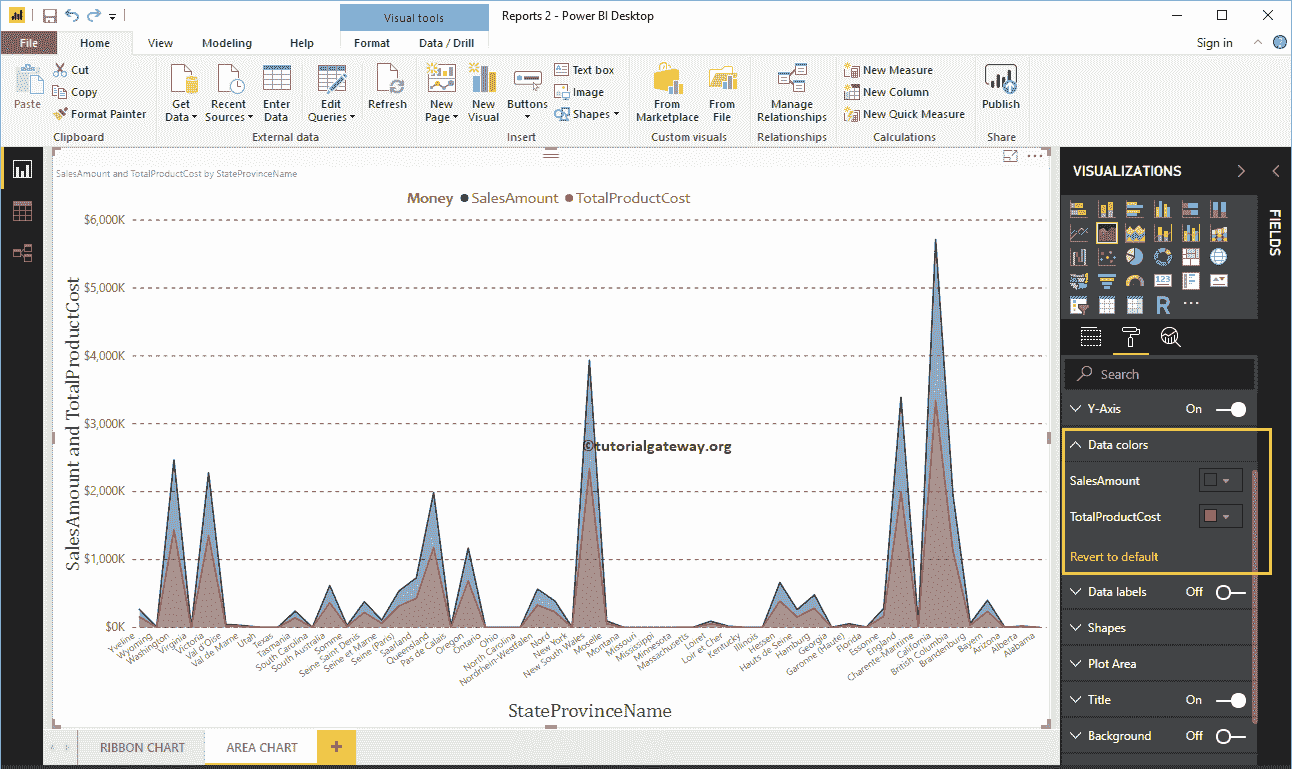 Visual tools
Reports 2 - Power BI Desktop
File Home View Modeling Help Format Data / Drill Sign in
Paste
Cut
Copy
Format Painter
Clipboard
Get Data
Recent Sources
Enter Data
Edit Queries
External data
Refresh
New Page
New Visual
Buttons
Text box
Image
Shapes
Insert
From Marketplace
From File
Custom visuals
Manage Relationships
Relationships
New Measure
New Column
New Quick Measure
Calculations
Publish
Share
SalesAmount and TotalProductCost by StateProvinceName
Money SalesAmount TotalProductCost
SalesAmount and TotalProductCost
$6,000K
$5,000K
$4,000K
$3,000K
$2,000K
$1,000K
$0K
©tutorialgateway.org
Yveline
Wyoming
Washington
Virginia
Victoria
Val d'Oise
Val de Marne
Utah
Texas
Tasmania
South Carolina
South Australia
Somme
Seine Saint Denis
Seine et Marne
Seine (Paris)
Saarland
Queensland
Pas de Calais
Oregon
Ontario
Ohio
North Carolina
Nordrhein-Westfalen
Nord
New York
New South Wales
Moselle
Montana
Missouri
Mississippi
Minnesota
Massachusetts
Loiret
Loir et Cher
Kentucky
Illinois
Hessen
Hauts de Seine
Hamburg
Georgia
Garonne (Haute)
Florida
Essonne
England
Charente-Maritime
California
British Columbia
Brandenburg
Bayern
Arizona
Alberta
Alabama
StateProvinceName
RIBBON CHART
AREA CHART
VISUALIZATIONS
FIELDS
123
R
Search
Y-Axis On
Data colors
SalesAmount
TotalProductCost
Revert to default
Data labels Off
Shapes
Plot Area
Title On
Background Off